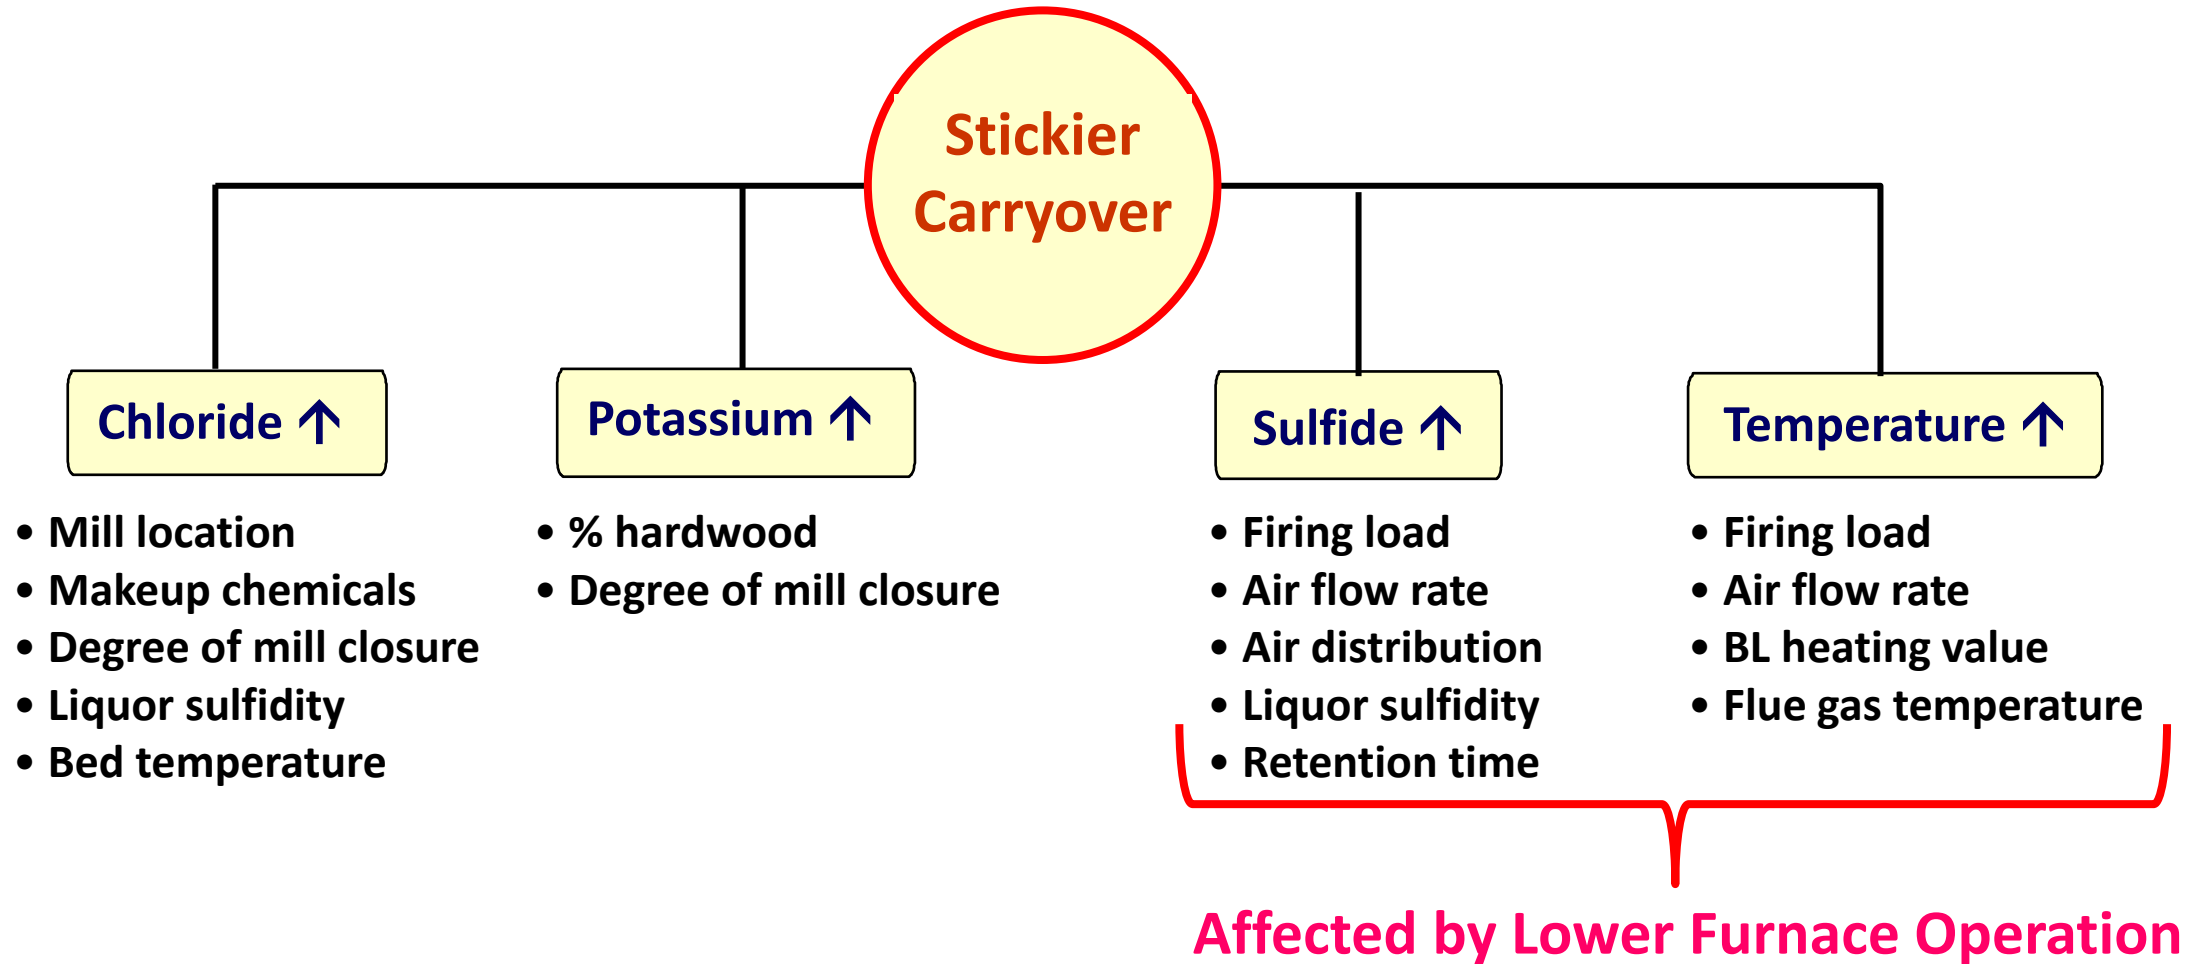 Stickier
Carryover
Chloride ↑
• Mill location
• Makeup chemicals
• Degree of mill closure
• Liquor sulfidity
• Bed temperature
Potassium ↑
• % hardwood
• Degree of mill closure
Sulfide ↑
• Firing load
• Air flow rate
• Air distribution
• Liquor sulfidity
• Retention time
Temperature ↑
• Firing load
• Air flow rate
• BL heating value
• Flue gas temperature
Affected by Lower Furnace Operation